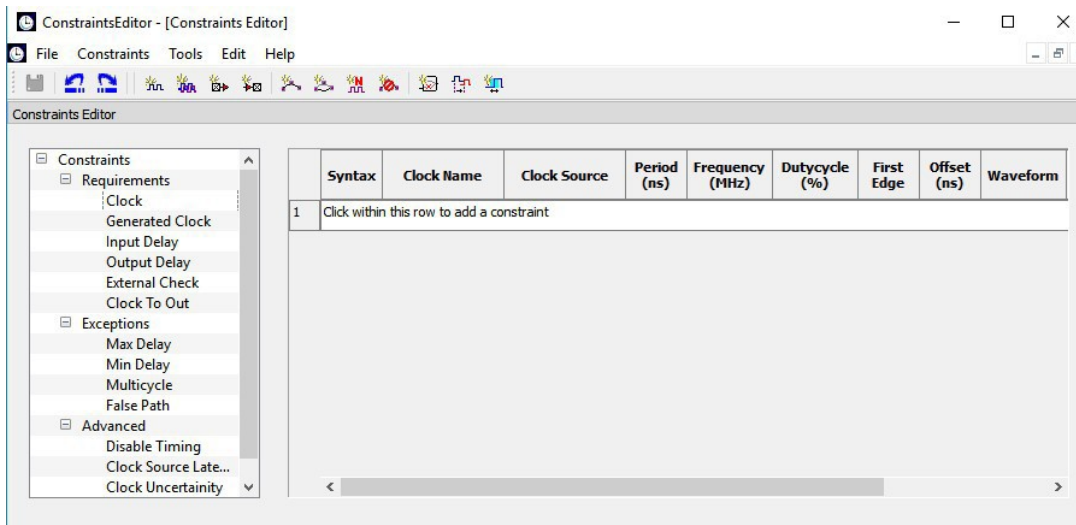 ConstraintsEditor - [Constraints Editor]
File Constraints Tools Edit Help
Constraints Editor
Constraints
Requirements
Clock
Generated Clock
Input Delay
Output Delay
External Check
Clock To Out
Exceptions
Max Delay
Min Delay
Multicycle
False Path
Advanced
Disable Timing
Clock Source Late...
Clock Uncertainity
Syntax Clock Name Clock Source Period (ns) Frequency (MHz) Dutycycle (%) First Edge Offset (ns) Waveform
1 Click within this row to add a constraint